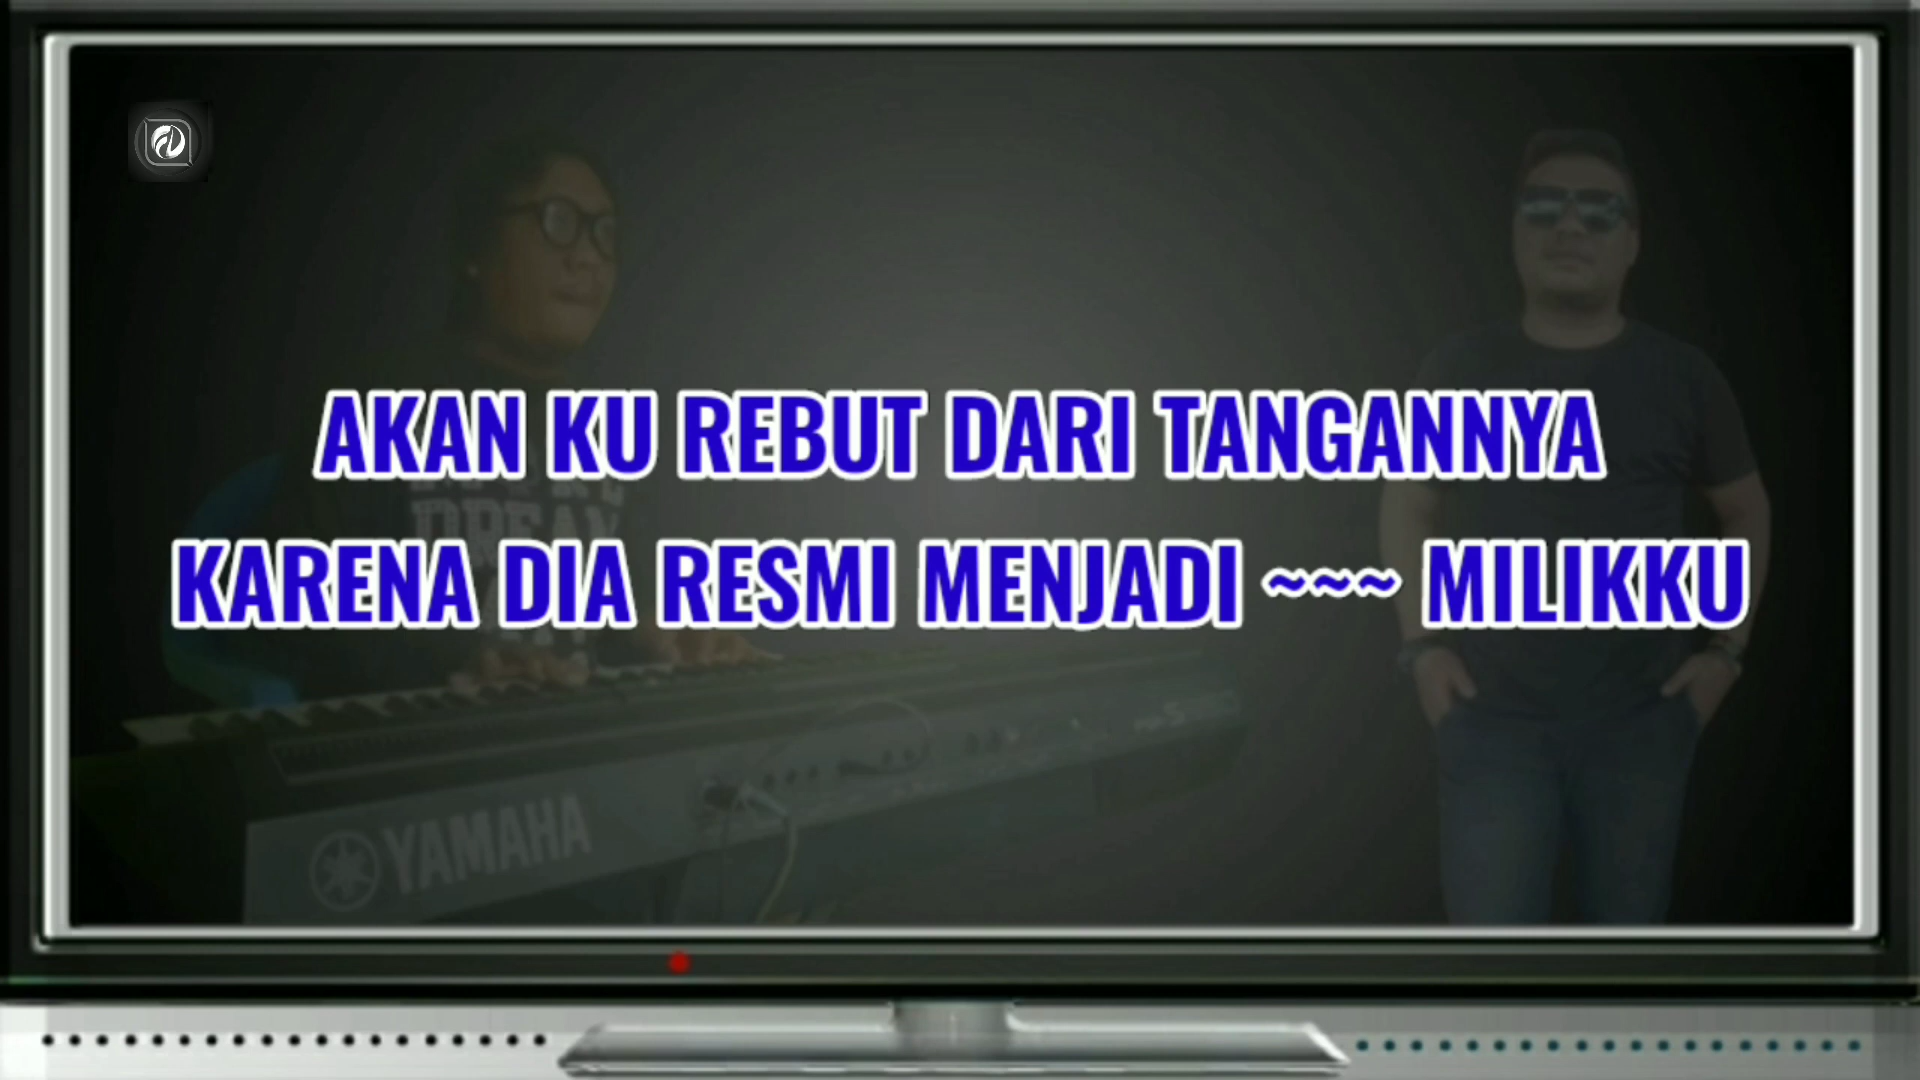 AKAN KU REBUT DARI TANGANNYA
KARENA DIA RESMI MENJADI ~~~ MILIKKU
YAMAHA